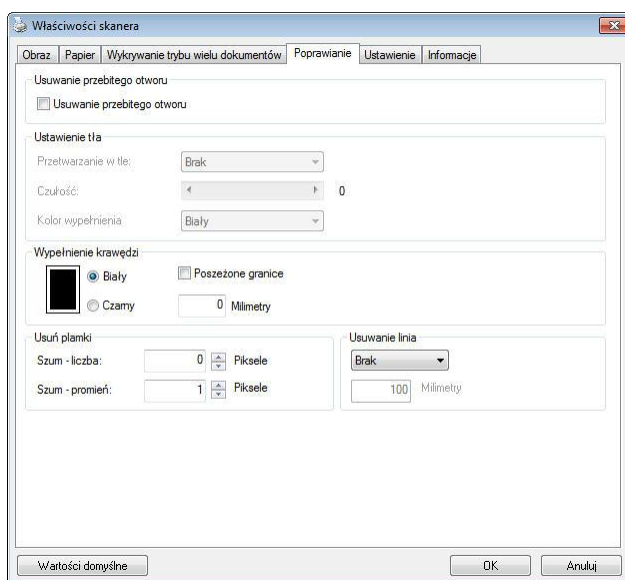 Właściwości skanera
Obraz Papier Wykrywanie trybu wielu dokumentów Poprawianie Ustawienie Informacje
Usuwanie przebitego otworu
Usuwanie przebitego otworu
Ustawienie tła
Przetwarzanie w tle: Brak
Czułość: 0
Kolor wypełnienia Biały
Wypełnienie krawędzi
Biały Poszeżone granice
Czarny 0 Milimetry
Usuń plamki Usuwanie linia
Szum - liczba: 0 Piksele Brak
Szum - promień: 1 Piksele 100 Milimetry
Wartości domyślne OK Anuluj